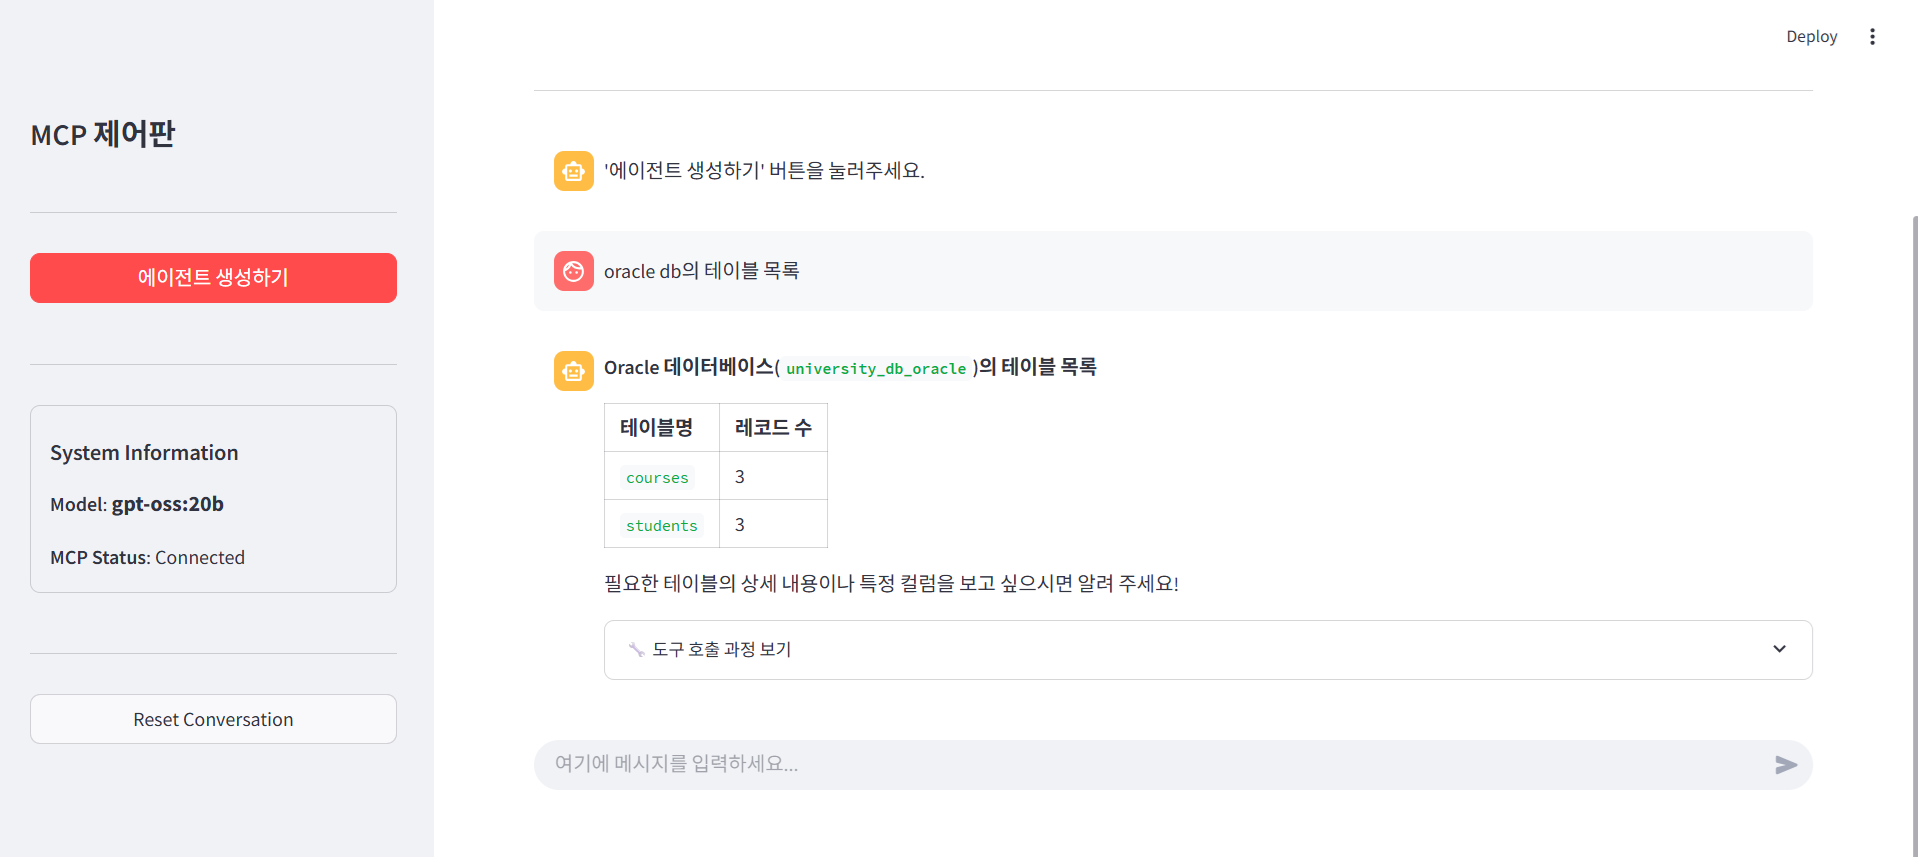 Deploy
MCP 제어판
에이전트 생성하기
System Information
Model: gpt-oss:20b
MCP Status: Connected
Reset Conversation
'에이전트 생성하기' 버튼을 눌러주세요.
oracle db의 테이블 목록
Oracle 데이터베이스( university_db_oracle )의 테이블 목록
테이블명 레코드 수
courses 3
students 3
필요한 테이블의 상세 내용이나 특정 컬럼을 보고 싶으시면 알려 주세요!
도구 호출 과정 보기
여기에 메시지를 입력하세요...